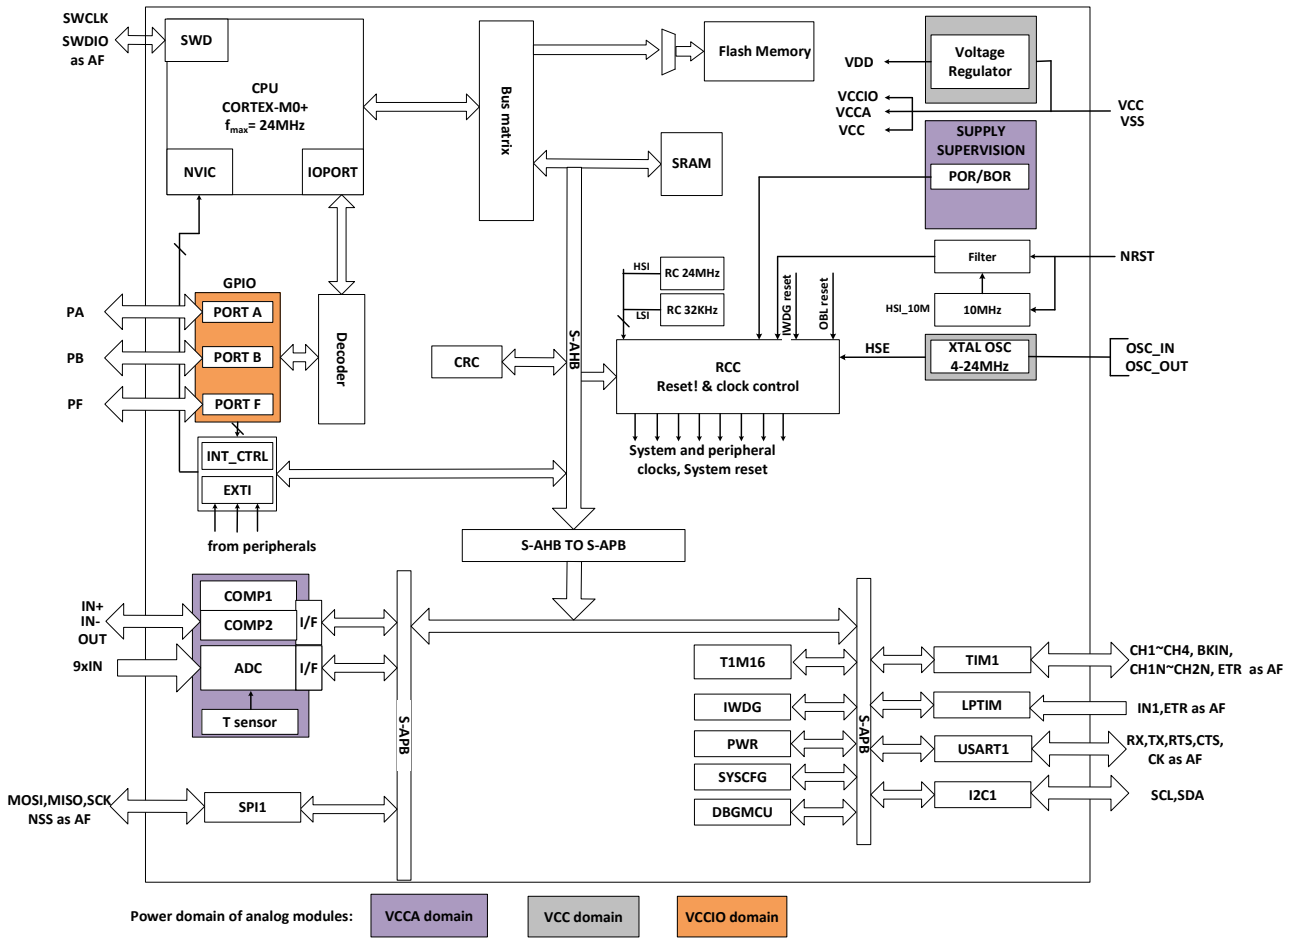 SWCLK
SWDIO
as AF
SWD
CPU
CORTEX-M0+
fmax= 24MHz
NVIC
IOPORT
Bus matrix
Flash Memory
SRAM
VDD
Voltage
Regulator
VCCIO
VCCA
VCC
VCC
VSS
SUPPLY
SUPERVISION
POR/BOR
Filter
NRST
HSI_10M
10MHz
HSI
RC 24MHz
LSI
RC 32KHz
IWDG reset
OBL reset
GPIO
PA
PORT A
PB
PORT B
PF
PORT F
Decoder
S-AHB
CRC
RCC
Reset! & clock control
HSE
XTAL OSC
4-24MHz
OSC_IN
OSC_OUT
System and peripheral
clocks, System reset
INT_CTRL
EXTI
from peripherals
S-AHB TO S-APB
COMP1
COMP2
I/F
IN+
IN-
OUT
9xIN
ADC
I/F
T sensor
S-APB
MOSI,MISO,SCK
NSS as AF
SPI1
T1M16
IWDG
PWR
SYSCFG
DBGMCU
S-APB
TIM1
CH1~CH4, BKIN,
CH1N~CH2N, ETR as AF
LPTIM
IN1,ETR as AF
USART1
RX,TX,RTS,CTS,
CK as AF
I2C1
SCL,SDA
Power domain of analog modules:
VCCA domain
VCC domain
VCCIO domain